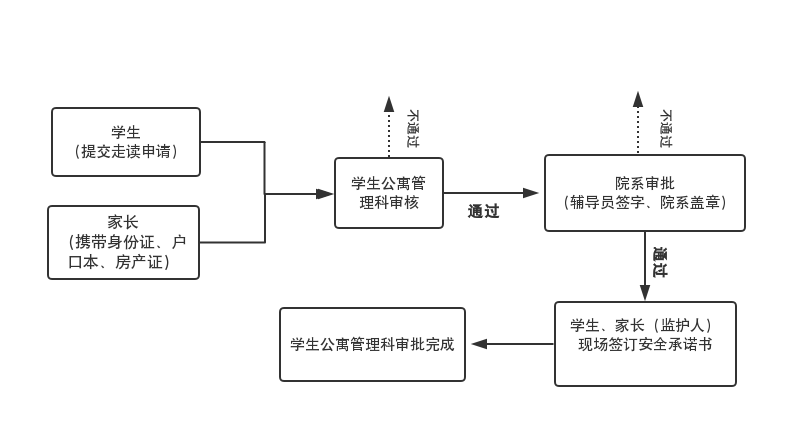 学生
（提交走读申请）
家长
（携带身份证、户
口本、房产证）
学生公寓管
理科审核
不通过
通过
院系审批
（辅导员签字、院系盖章）
不通过
通过
学生、家长（监护人）
现场签订安全承诺书
学生公寓管理科审批完成